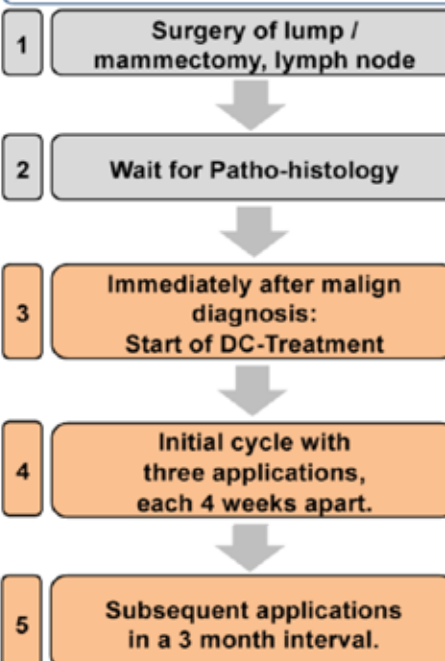 1
Surgery of lump /
mammectomy, lymph node
2
Wait for Patho-histology
3
Immediately after malign
diagnosis:
Start of DC-Treatment
4
Initial cycle with
three applications,
each 4 weeks apart.
5
Subsequent applications
in a 3 month interval.